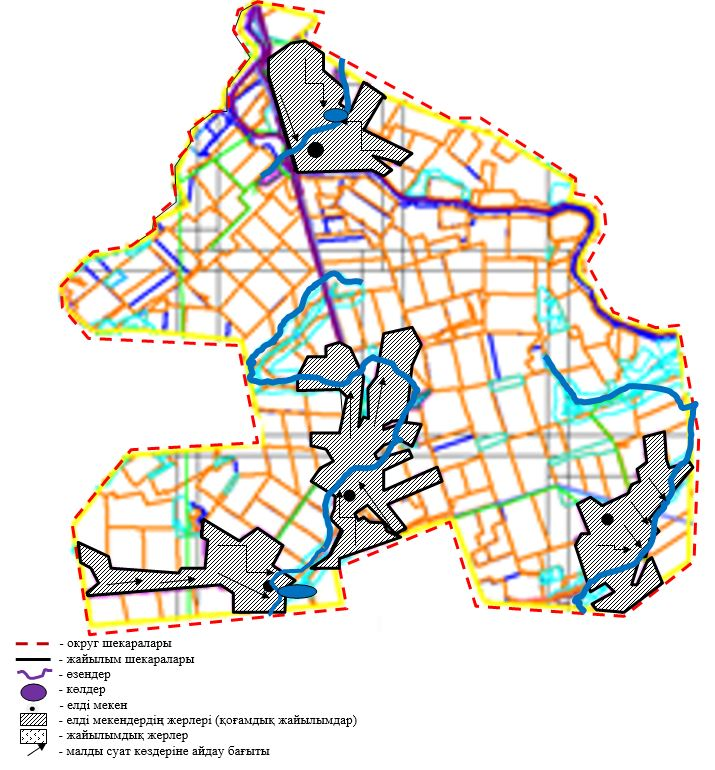 - округ шекаралары
- жайылым шекаралары
- өзендер
- көлдер
- елді мекен
- елді мекендердің жерлері (қоғамдық жайылымдар)
- жайылымдық жерлер
- малды суат көздеріне айдау бағыты